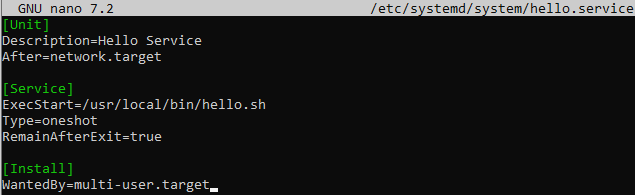 GNU nano 7.2 /etc/systemd/system/hello.service
[Unit]
Description=Hello Service
After=network.target
[Service]
ExecStart=/usr/local/bin/hello.sh
Type=oneshot
RemainAfterExit=true
[Install]
WantedBy=multi-user.target